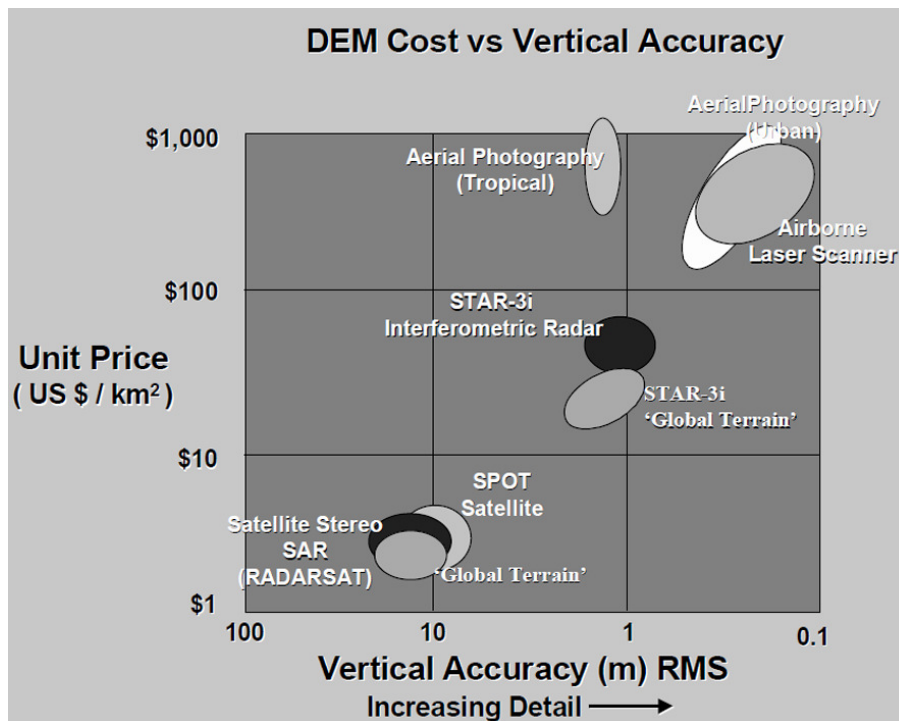 DEM Cost vs Vertical Accuracy
AerialPhotography
(Urban)
$1,000
Aerial Photography
(Tropical)
Airborne
Laser Scanner
$100
STAR-3i
Interferometric Radar
Unit Price
( US $ / km²)
STAR-3i
‘Global Terrain’
$10
SPOT
Satellite
Satellite Stereo
SAR
(RADARSAT)
‘Global Terrain’
$1
100 10 1 0.1
Vertical Accuracy (m) RMS
Increasing Detail